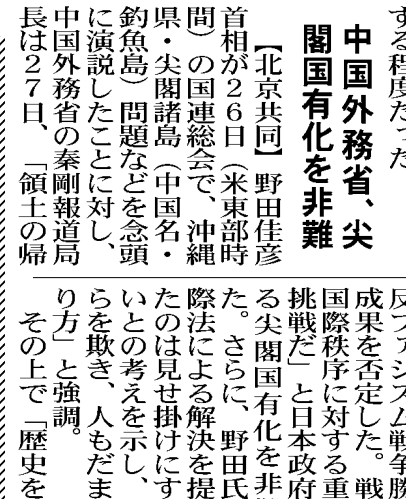 する程度だった
中国外務省、尖
閣国有化を非難
【北京共同】野田佳彦
首相が26日（米東部時
間）の国連総会で、沖縄
県・尖閣諸島（中国名・
釣魚島）問題などを念頭
に演説したことに対し、
中国外務省の秦剛報道局
長は27日、「領土の帰
反ファシズム戦争勝
成果を否定した。戦
国際秩序に対する重
挑戦だ」と日本政府
る尖閣国有化を非
た。さらに、野田氏
際法による解決を提
たのは見せ掛けにす
いとの考えを示し、
らを欺き、人もだま
り方」と強調。
その上で「歴史を